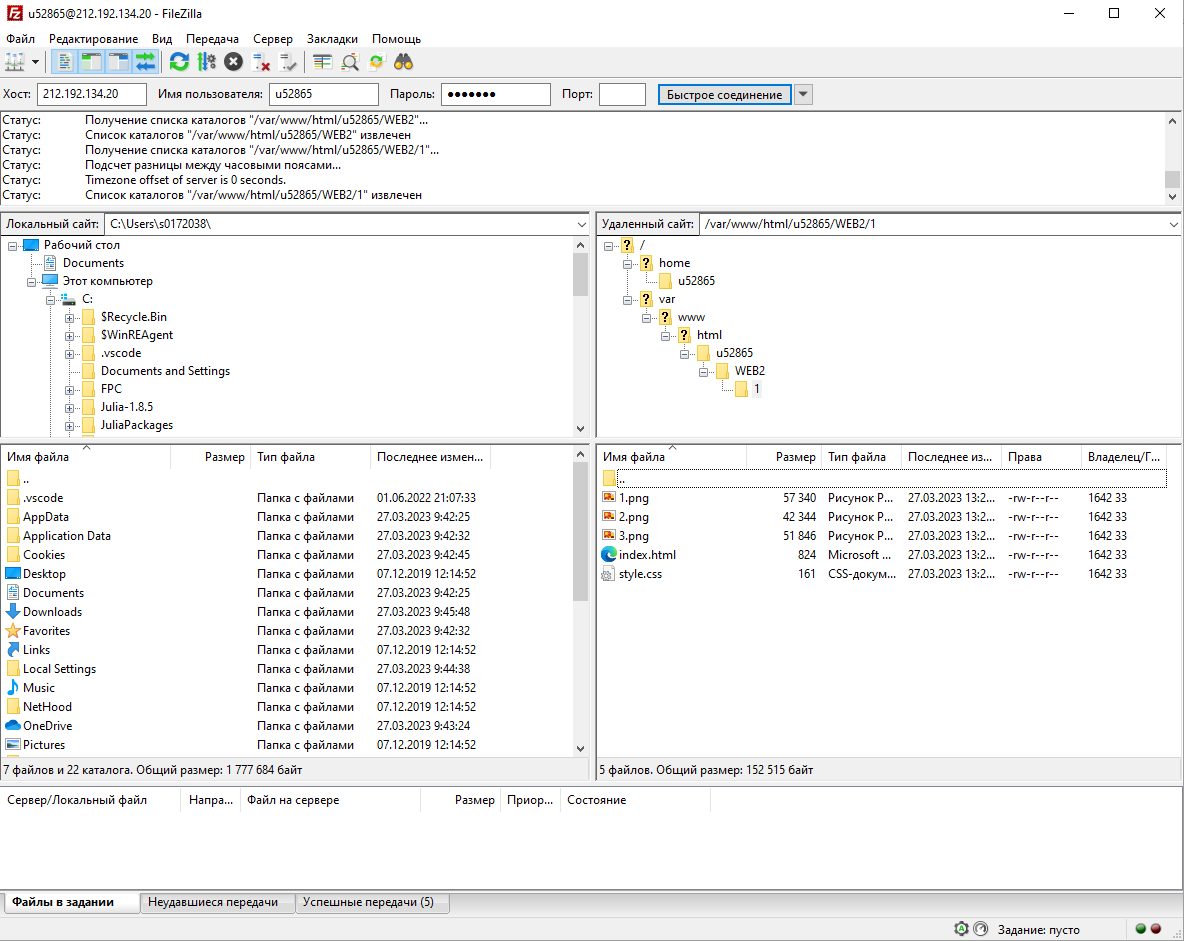 u52865@212.192.134.20 - FileZilla
Файл Редактирование Вид Передача Сервер Закладки Помощь
Хост: 212.192.134.20 Имя пользователя: u52865 Пароль: ●●●●●●● Порт: Быстрое соединение
Статус: Получение списка каталогов "/var/www/html/u52865/WEB2"...
Статус: Список каталогов "/var/www/html/u52865/WEB2" извлечен
Статус: Получение списка каталогов "/var/www/html/u52865/WEB2/1"...
Статус: Подсчет разницы между часовыми поясами...
Статус: Timezone offset of server is 0 seconds.
Статус: Список каталогов "/var/www/html/u52865/WEB2/1" извлечен
Локальный сайт: C:\Users\s0172038\
Рабочий стол
Documents
Этот компьютер
C:
$Recycle.Bin
$WinREAgent
.vscode
Documents and Settings
FPC
Julia-1.8.5
JuliaPackages
Удаленный сайт: /var/www/html/u52865/WEB2/1
/
home
u52865
var
www
html
u52865
WEB2
1
Имя файла Размер Тип файла Последнее измен...
..
.vscode Папка с файлами 01.06.2022 21:07:33
AppData Папка с файлами 27.03.2023 9:42:25
Application Data Папка с файлами 27.03.2023 9:42:32
Cookies Папка с файлами 27.03.2023 9:42:45
Desktop Папка с файлами 07.12.2019 12:14:52
Documents Папка с файлами 27.03.2023 9:42:25
Downloads Папка с файлами 27.03.2023 9:45:48
Favorites Папка с файлами 27.03.2023 9:42:32
Links Папка с файлами 07.12.2019 12:14:52
Local Settings Папка с файлами 27.03.2023 9:44:38
Music Папка с файлами 07.12.2019 12:14:52
NetHood Папка с файлами 07.12.2019 12:14:52
OneDrive Папка с файлами 27.03.2023 9:43:24
Pictures Папка с файлами 07.12.2019 12:14:52
7 файлов и 22 каталога. Общий размер: 1 777 684 байт
Имя файла Размер Тип файла Последнее из... Права Владелец/Г...
..
1.png 57 340 Рисунок P... 27.03.2023 13:2... -rw-r--r-- 1642 33
2.png 42 344 Рисунок P... 27.03.2023 13:2... -rw-r--r-- 1642 33
3.png 51 846 Рисунок P... 27.03.2023 13:2... -rw-r--r-- 1642 33
index.html 824 Microsoft ... 27.03.2023 13:2... -rw-r--r-- 1642 33
style.css 161 CSS-докум... 27.03.2023 13:2... -rw-r--r-- 1642 33
5 файлов. Общий размер: 152 515 байт
Сервер/Локальный файл Напра... Файл на сервере Размер Приор... Состояние
Файлы в задании Неудавшиеся передачи Успешные передачи (5)
Задание: пусто